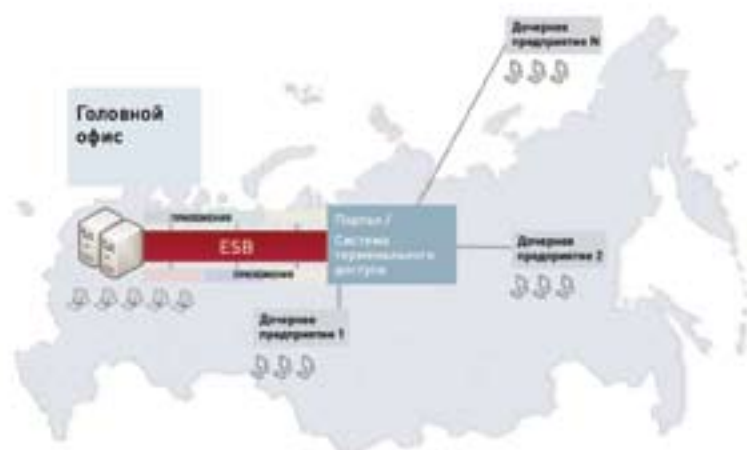 Дочернее
предприятие N
Головной
офис
приложения
Портал /
Система
терминального
доступа
ESB
приложения
Дочернее
предприятие 2
Дочернее
предприятие 1